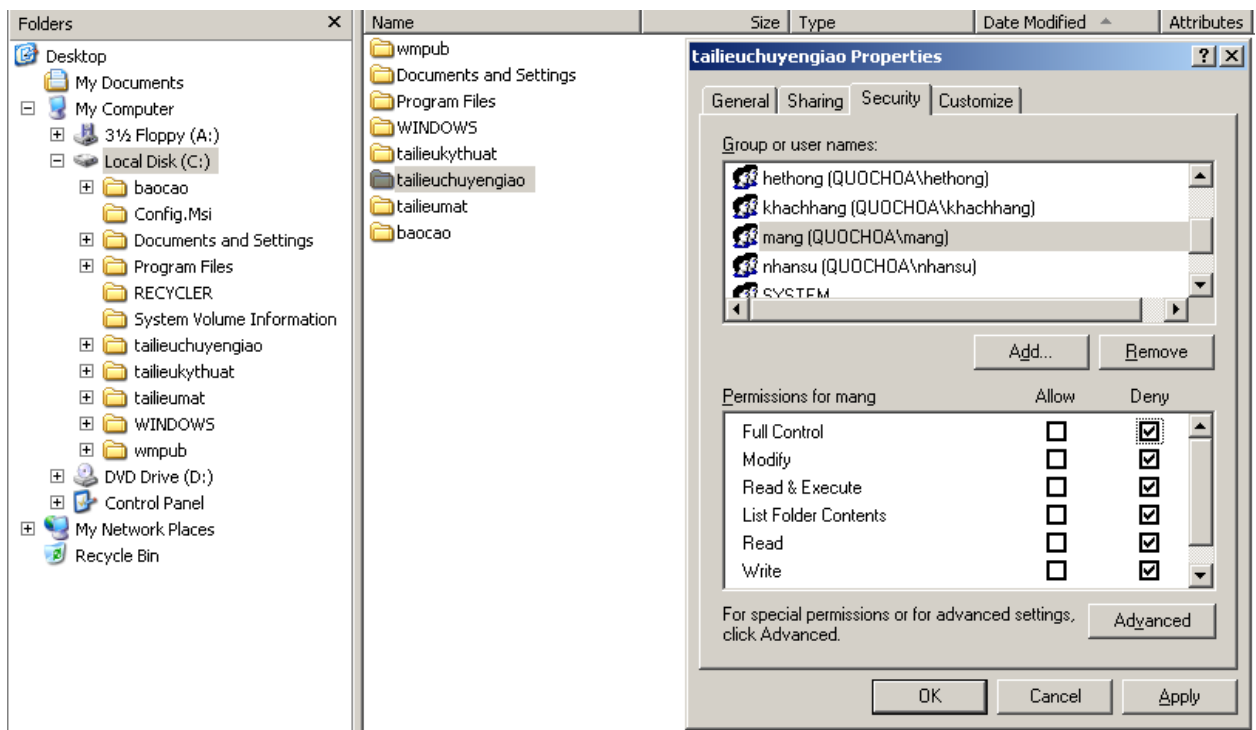 Folders
Desktop
My Documents
My Computer
3½ Floppy (A:)
Local Disk (C:)
baocao
Config.Msi
Documents and Settings
Program Files
RECYCLER
System Volume Information
tailieuchuyengiao
tailieukythuat
tailieumat
WINDOWS
wmpub
DVD Drive (D:)
Control Panel
My Network Places
Recycle Bin
Name Size Type Date Modified Attributes
wmpub
Documents and Settings
Program Files
WINDOWS
tailieukythuat
tailieuchuyengiao
tailieumat
baocao
tailieuchuyengiao Properties
General Sharing Security Customize
Group or user names:
hethong (QUOCHOA\hethong)
khachhang (QUOCHOA\khachhang)
mang (QUOCHOA\mang)
nhansu (QUOCHOA\nhansu)
SYSTEM
Add... Remove
Permissions for mang Allow Deny
Full Control
Modify
Read & Execute
List Folder Contents
Read
Write
For special permissions or for advanced settings,
click Advanced.
Advanced
OK Cancel Apply